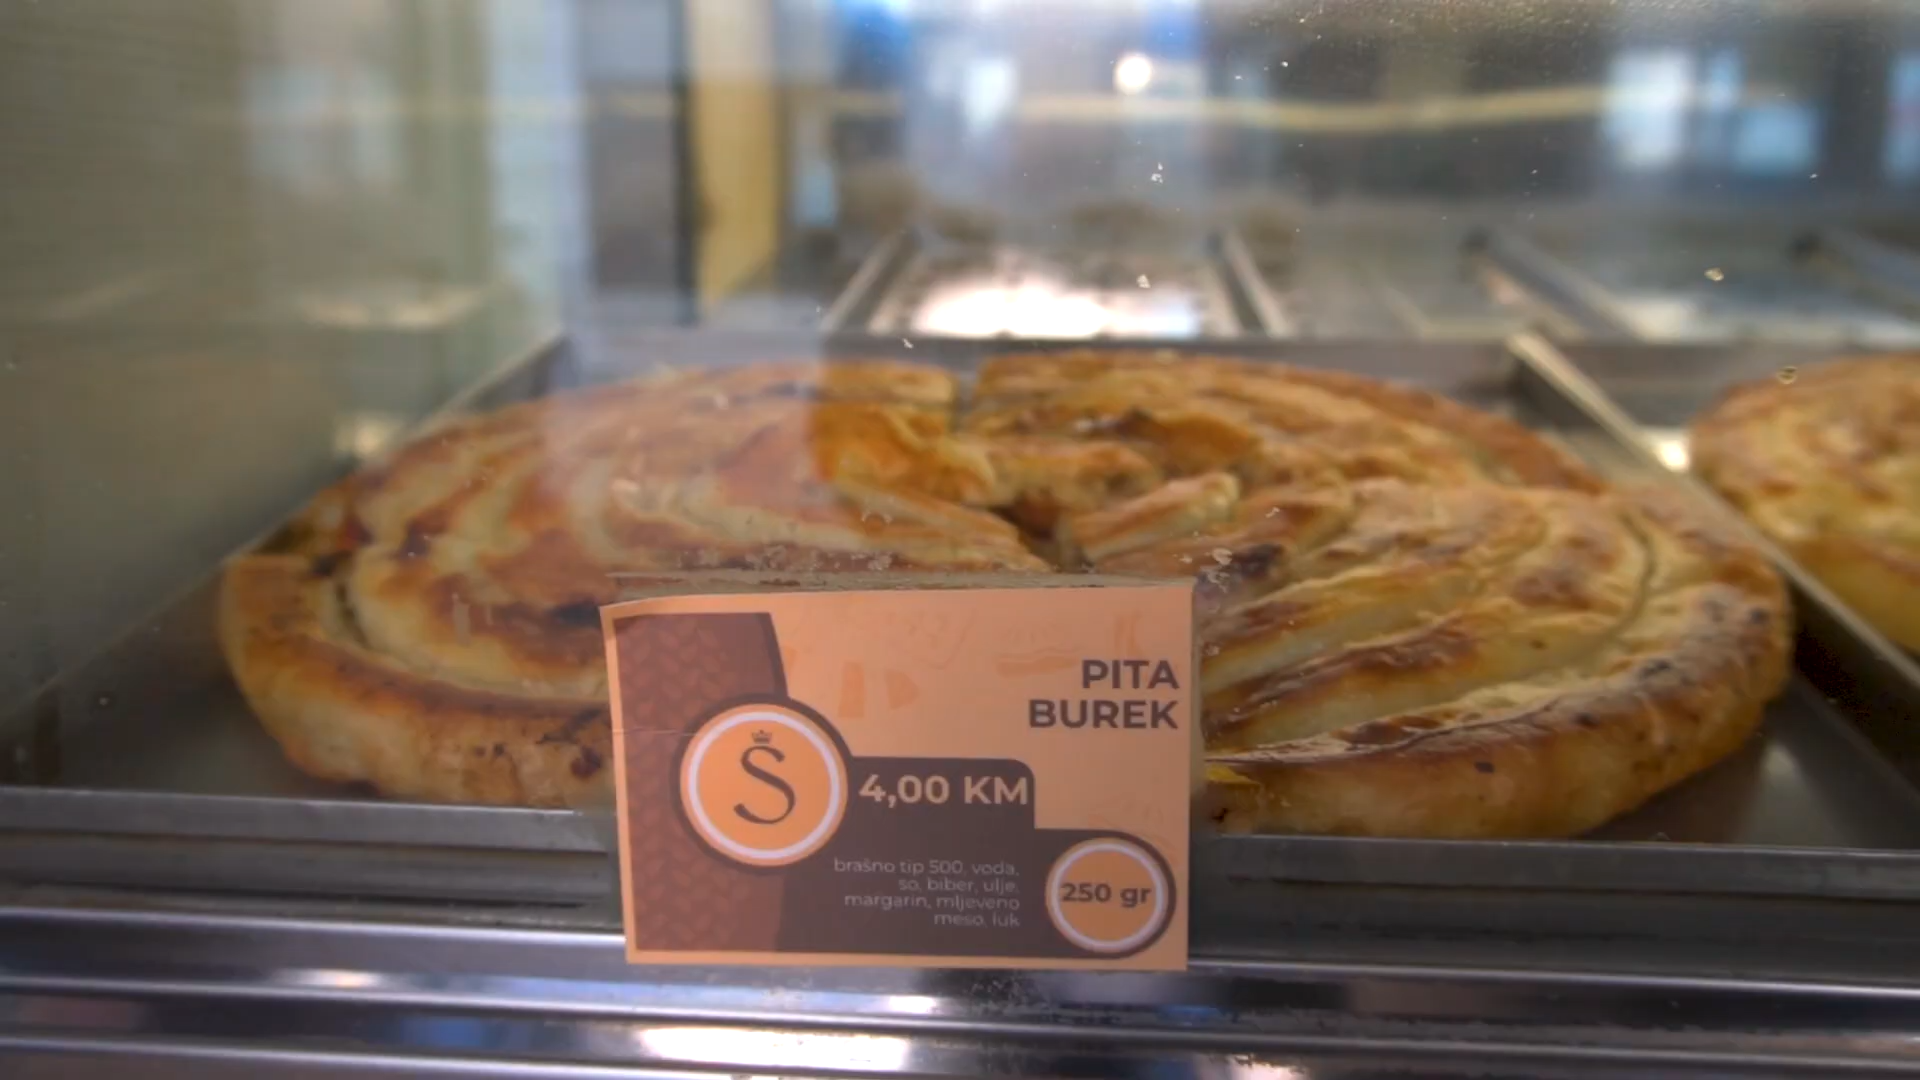 PITA
BUREK
Š
4,00 KM
brašno tip 500, voda,
so, biber, ulje,
margarin, mljeveno
meso, luk
250 gr